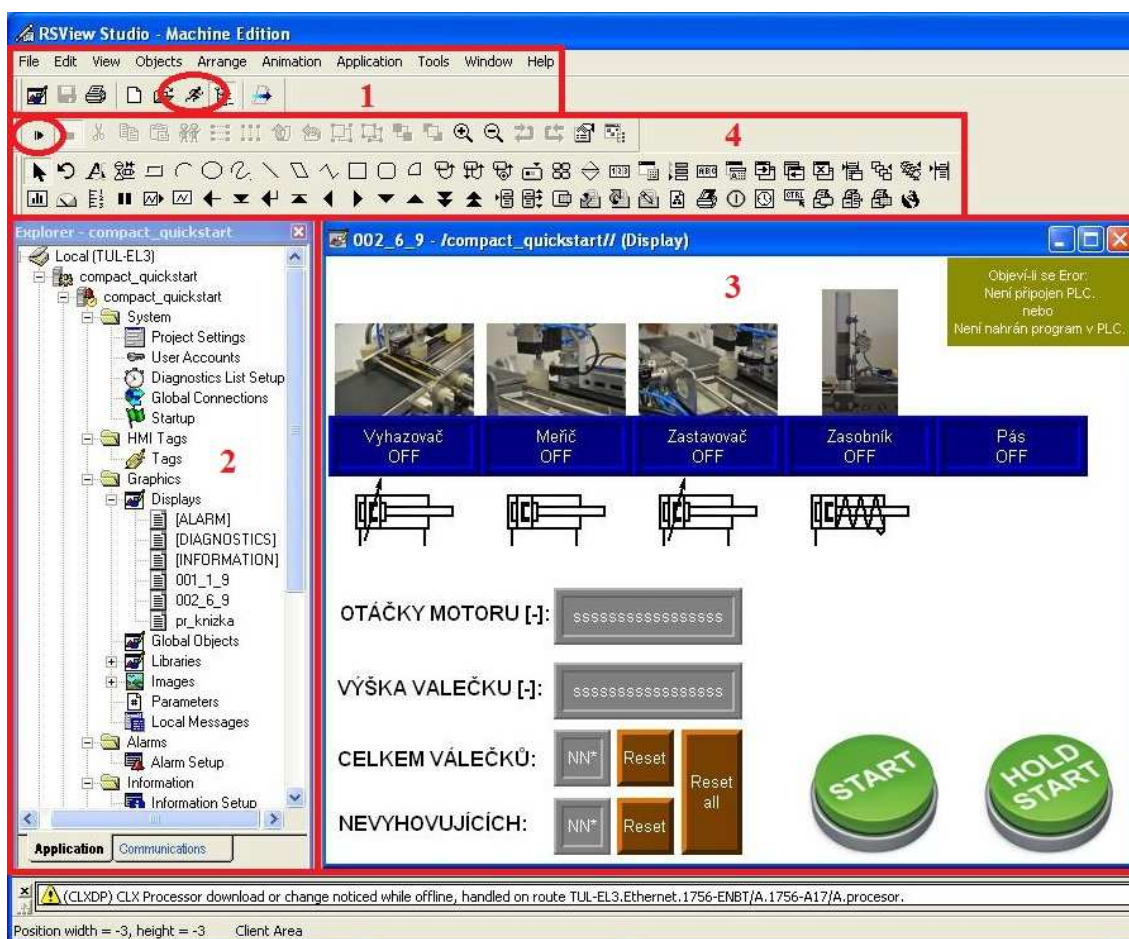 RSView Studio - Machine Edition
File Edit View Objects Arrange Animation Application Tools Window Help
1
4
Explorer - compact_quickstart
Local (TUL-EL3)
compact_quickstart
compact_quickstart
System
Project Settings
User Accounts
Diagnostics List Setup
Global Connections
Startup
HMI Tags
Tags
2
Graphics
Displays
[ALARM]
[DIAGNOSTICS]
[INFORMATION]
001_1_9
002_6_9
pr_knizka
Global Objects
Libraries
Images
Parameters
Local Messages
Alarms
Alarm Setup
Information
Information Setup
Application Communications
002_6_9 - /compact_quickstart// (Display)
3
Objeví-li se Eror:
Není připojen PLC.
nebo
Není nahrán program v PLC.
Vyhazovač Meřič Zastavovač Zasobník Pás
OFF OFF OFF OFF OFF
OTÁČKY MOTORU [-]: sssssssssssssssss
VÝŠKA VALEČKU [-]: sssssssssssssssss
CELKEM VÁLEČKŮ: NN* Reset
Reset
all
NEVYHOVUJÍCÍCH: NN* Reset
START
HOLD
START
(CLXDP) CLX Processor download or change noticed while offline, handled on route TUL-EL3.Ethernet.1756-ENBT/A.1756-A17/A.procesor.
Position width = -3, height = -3 Client Area